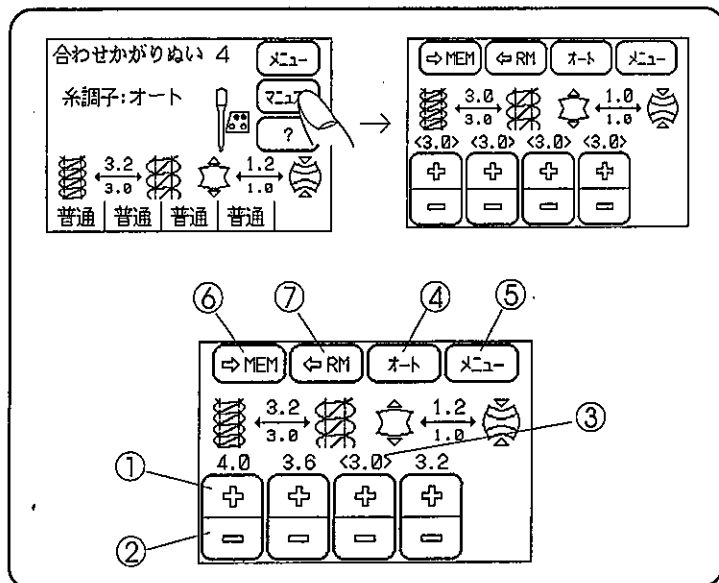 合わせかがりぬい 4 メニュー
糸調子:オート マニュア
?
3.2 1.2
3.0 1.0
普通 普通 普通 普通
⇨MEM ⇦RM オート メニュー
3.0 1.0
3.0 1.0
<3.0> <3.0> <3.0> <3.0>
+ + + +
− − − −
⑥ ⑦ ④ ⑤
⇨MEM ⇦RM オート メニュー
3.2 1.2 ③
3.0 1.0
4.0 3.6 <3.0> 3.2
① + + + +
② − − − −